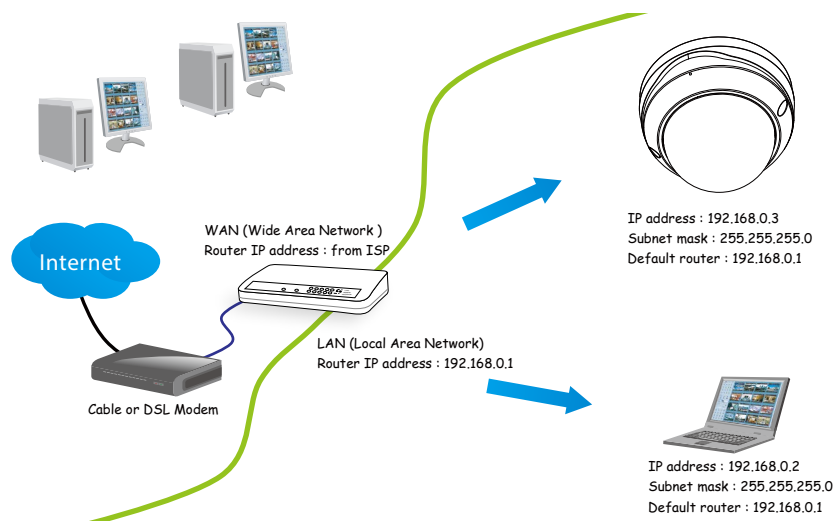 WAN (Wide Area Network )
Router IP address : from ISP
Internet
LAN (Local Area Network)
Router IP address : 192.168.0.1
Cable or DSL Modem
IP address : 192.168.0.3
Subnet mask : 255.255.255.0
Default router : 192.168.0.1
IP address : 192.168.0.2
Subnet mask : 255.255.255.0
Default router : 192.168.0.1